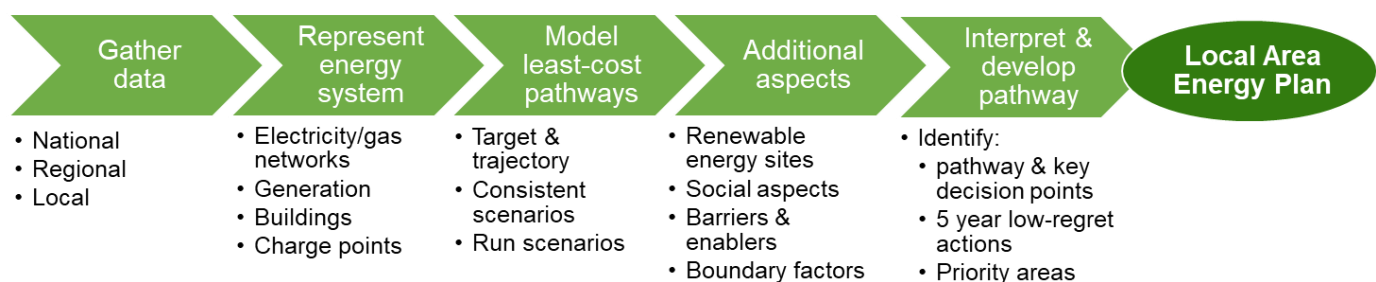 Gather
data
• National
• Regional
• Local
Represent
energy
system
• Electricity/gas
networks
• Generation
• Buildings
• Charge points
Model
least-cost
pathways
• Target &
trajectory
• Consistent
scenarios
• Run scenarios
Additional
aspects
• Renewable
energy sites
• Social aspects
• Barriers &
enablers
• Boundary factors
Interpret &
develop
pathway
• Identify:
• pathway & key
decision points
• 5 year low-regret
actions
• Priority areas
Local Area
Energy Plan